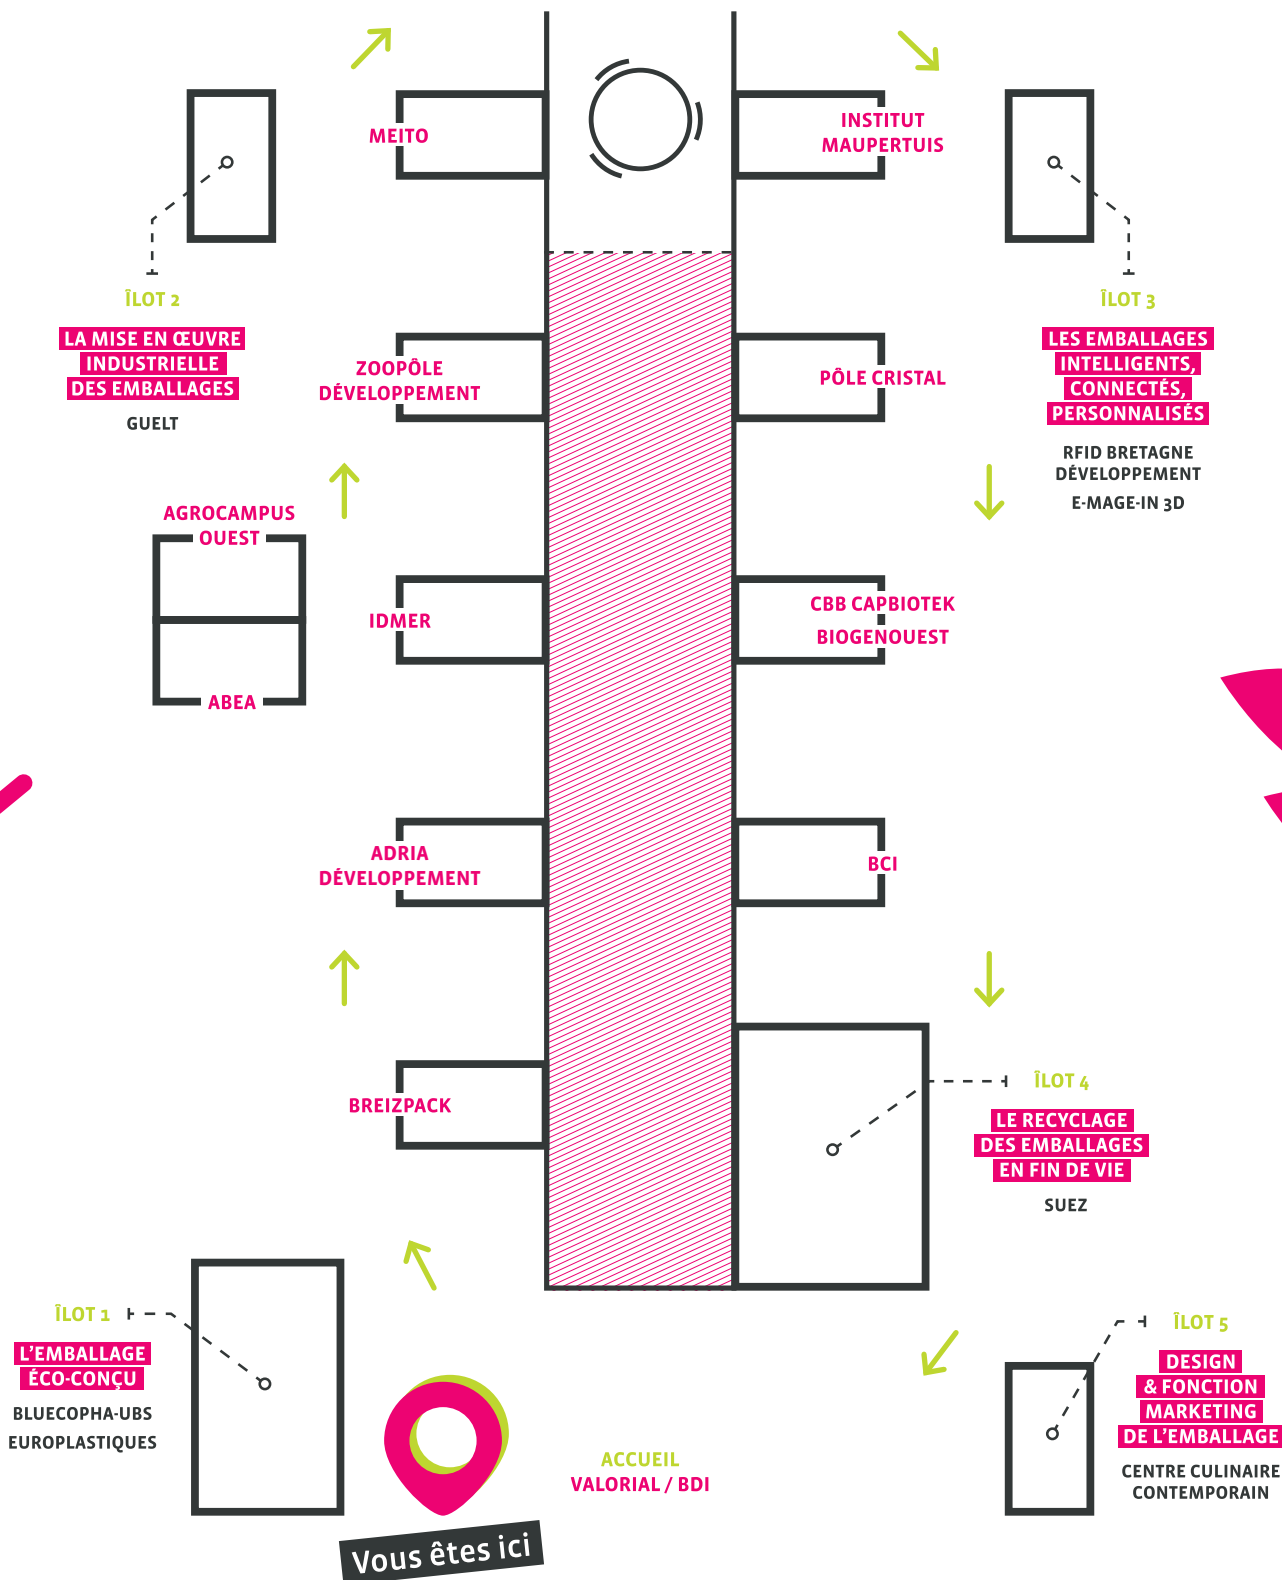 MEITO
INSTITUT
MAUPERTUIS
ÎLOT 2
LA MISE EN ŒUVRE
INDUSTRIELLE
DES EMBALLAGES
GUELT
ÎLOT 3
LES EMBALLAGES
INTELLIGENTS,
CONNECTÉS,
PERSONNALISÉS
RFID BRETAGNE
DÉVELOPPEMENT
E-MAGE-IN 3D
ZOOPÔLE
DÉVELOPPEMENT
PÔLE CRISTAL
AGROCAMPUS
OUEST
ABEA
IDMER
CBB CAPBIOTEK
BIOGENOUEST
ADRIA
DÉVELOPPEMENT
BCI
BREIZPACK
ÎLOT 4
LE RECYCLAGE
DES EMBALLAGES
EN FIN DE VIE
SUEZ
ÎLOT 1
L'EMBALLAGE
ÉCO-CONÇU
BLUECOPHA-UBS
EUROPLASTIQUES
ÎLOT 5
DESIGN
& FONCTION
MARKETING
DE L'EMBALLAGE
CENTRE CULINAIRE
CONTEMPORAIN
ACCUEIL
VALORIAL / BDI
Vous êtes ici